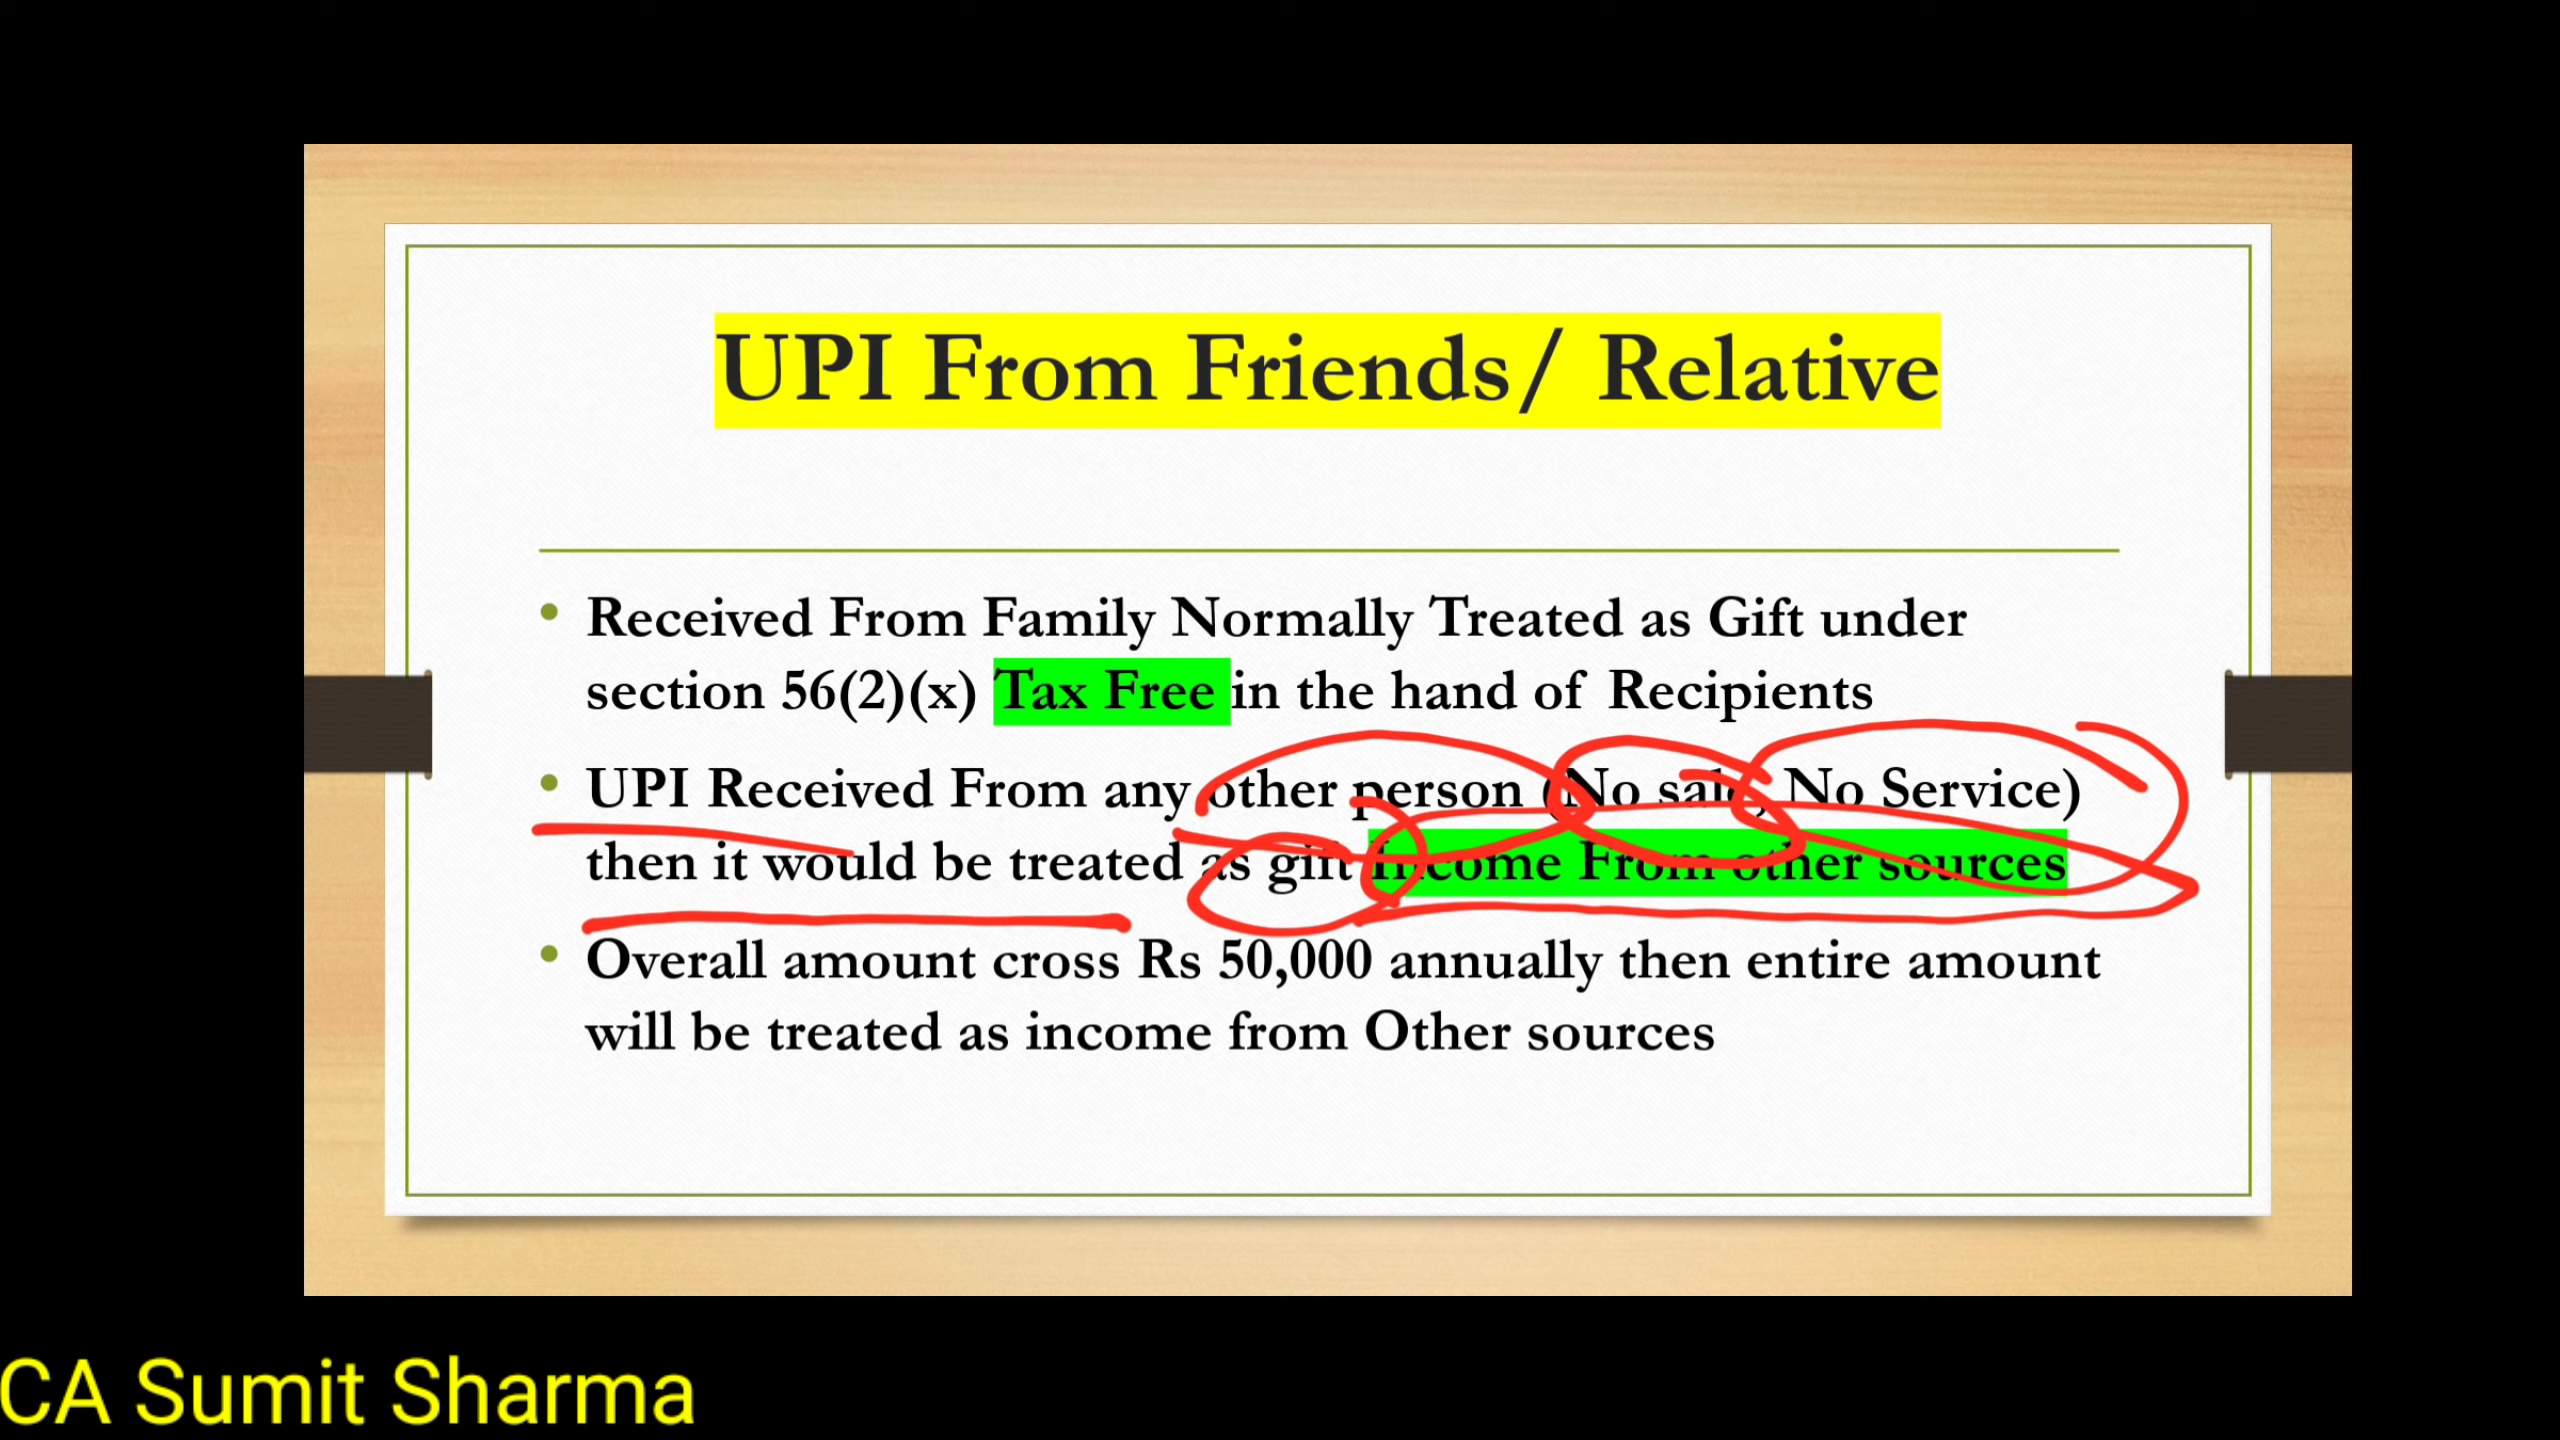 UPI From Friends/ Relative
• Received From Family Normally Treated as Gift under
section 56(2)(x) Tax Free in the hand of Recipients
• UPI Received From any other person (No sale, No Service)
then it would be treated as gift Income From other sources
• Overall amount cross Rs 50,000 annually then entire amount
will be treated as income from Other sources
CA Sumit Sharma